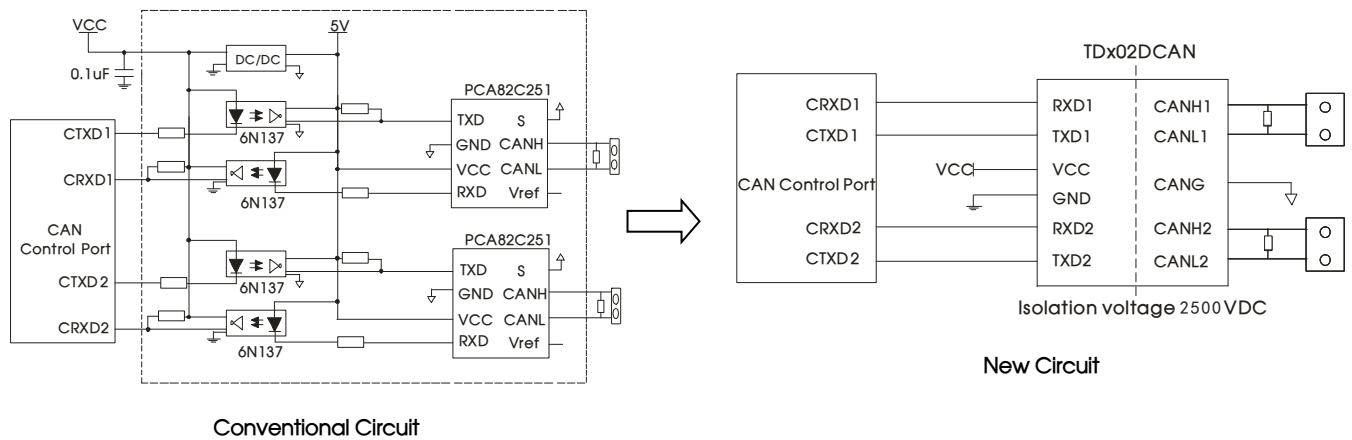 VCC
5V
DC/DC
0.1uF
PCA82C251
CTXD1
6N137
TXD
S
GND
CANH
VCC
CANL
RXD
Vref
CRXD1
6N137
CAN
Control Port
PCA82C251
CTXD2
6N137
TXD
S
GND
CANH
VCC
CANL
RXD
Vref
CRXD2
6N137
Conventional Circuit
TDx02DCAN
CRXD1
RXD1
CANH1
CTXD1
TXD1
CANL1
VCC
VCC
CAN Control Port
CANG
GND
CRXD2
RXD2
CANH2
CTXD2
TXD2
CANL2
Isolation voltage 2500VDC
New Circuit